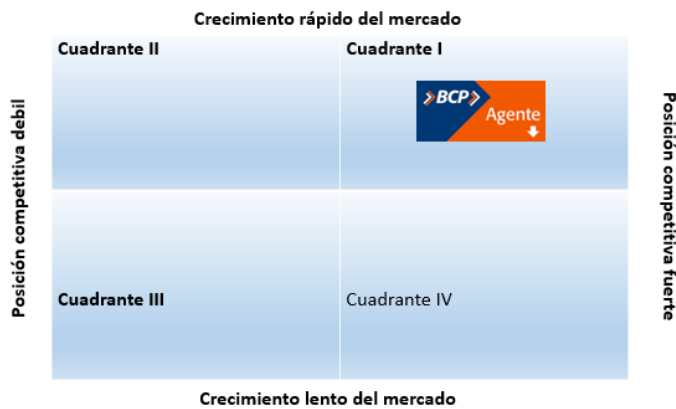 Crecimiento rápido del mercado
Cuadrante II
Cuadrante I
BCP
Agente
Posición competitiva debil
Posición competitiva fuerte
Cuadrante III
Cuadrante IV
Crecimiento lento del mercado